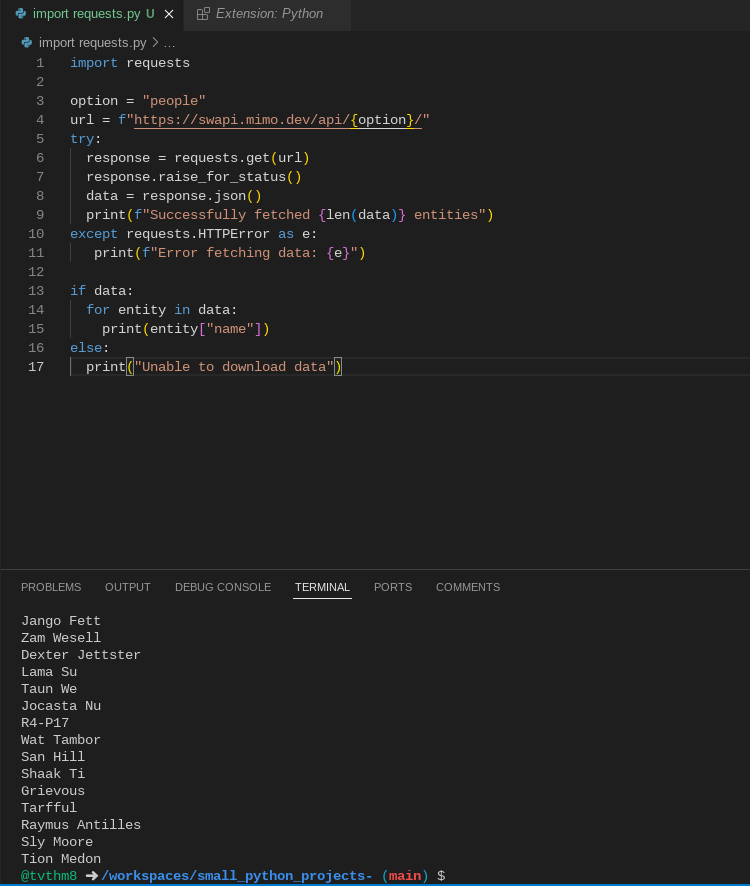 import requests.py U
Extension: Python
import requests.py > ...
1 import requests
2
3 option = "people"
4 url = f"https://swapi.mimo.dev/api/{option}/"
5 try:
6   response = requests.get(url)
7   response.raise_for_status()
8   data = response.json()
9   print(f"Successfully fetched {len(data)} entities")
10 except requests.HTTPError as e:
11    print(f"Error fetching data: {e}")
12
13 if data:
14   for entity in data:
15     print(entity["name"])
16 else:
17   print("Unable to download data")
PROBLEMS OUTPUT DEBUG CONSOLE TERMINAL PORTS COMMENTS
Jango Fett
Zam Wesell
Dexter Jettster
Lama Su
Taun We
Jocasta Nu
R4-P17
Wat Tambor
San Hill
Shaak Ti
Grievous
Tarfful
Raymus Antilles
Sly Moore
Tion Medon
@tvthm8 ➜ /workspaces/small_python_projects- (main) $